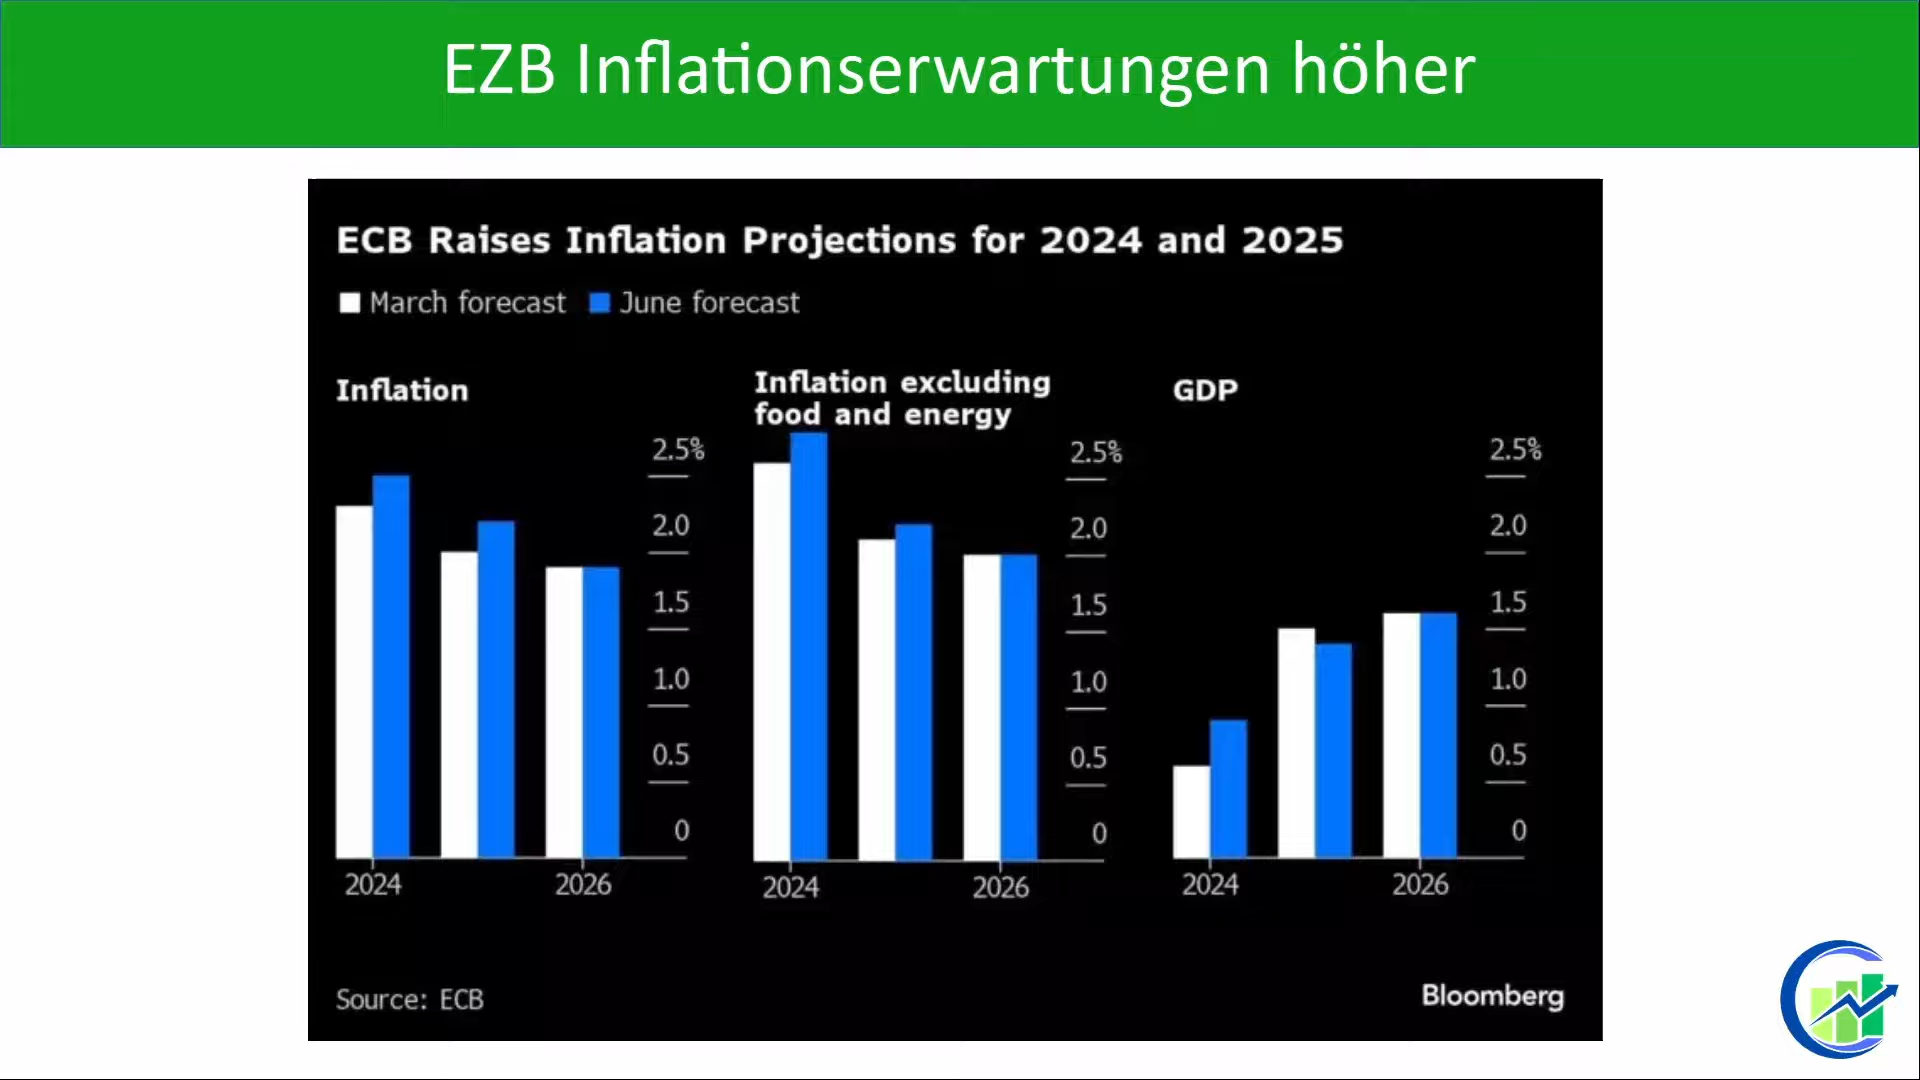 EZB Inflationserwartungen höher
ECB Raises Inflation Projections for 2024 and 2025
March forecast June forecast
Inflation
2.5%
2.0
1.5
1.0
0.5
0
2024 2026
Inflation excluding
food and energy
2.5%
2.0
1.5
1.0
0.5
0
2024 2026
GDP
2.5%
2.0
1.5
1.0
0.5
0
2024 2026
Source: ECB
Bloomberg